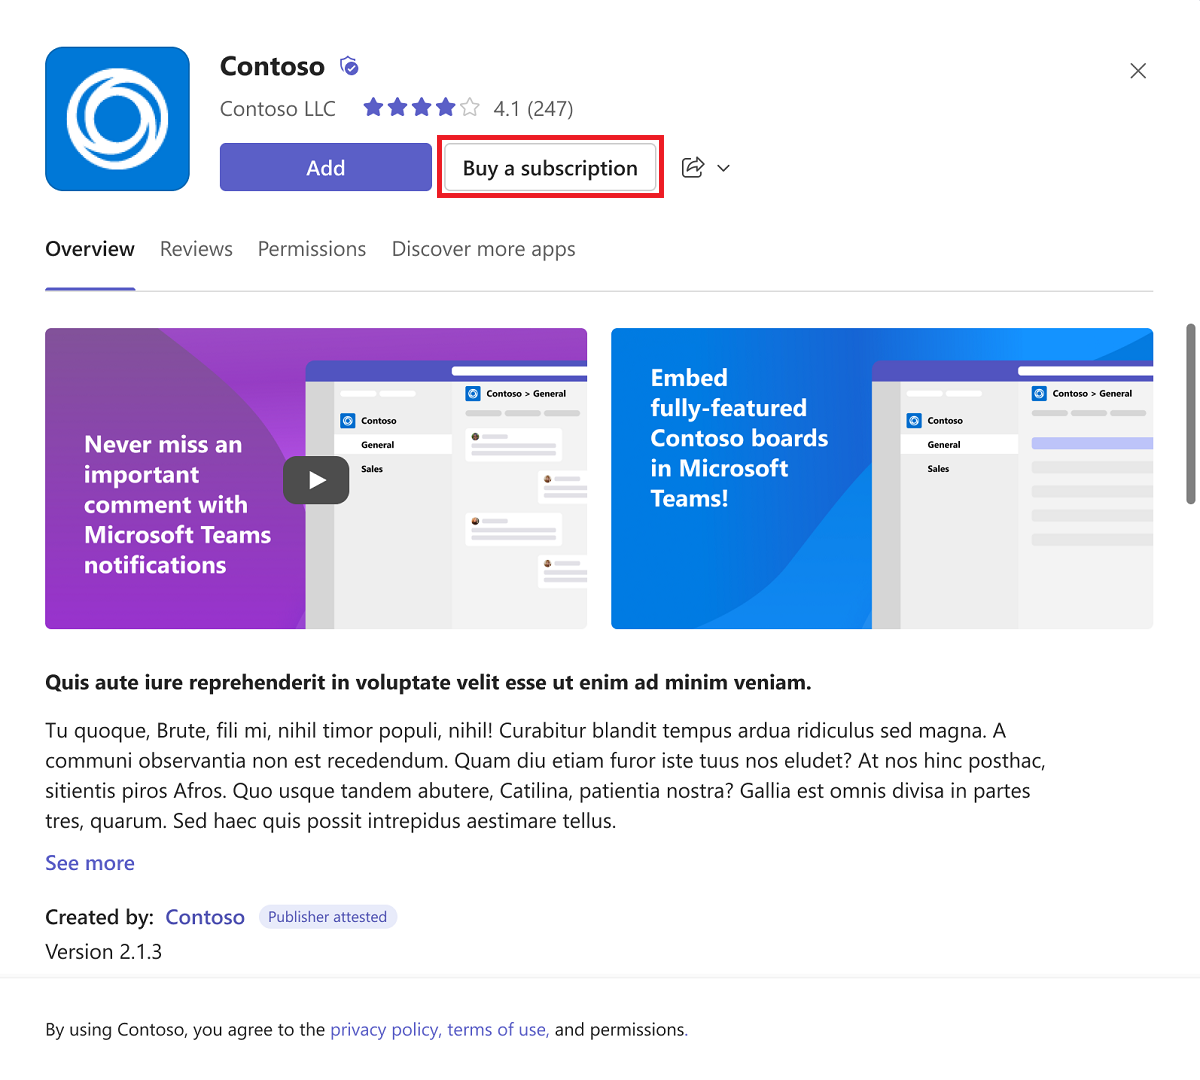 Contoso
Contoso LLC 4.1 (247)
Add Buy a subscription
Overview Reviews Permissions Discover more apps
Never miss an
important
comment with
Microsoft Teams
notifications
Contoso
General
Sales
Contoso > General
Embed
fully-featured
Contoso boards
in Microsoft
Teams!
Contoso
General
Sales
Contoso > General
Quis aute iure reprehenderit in voluptate velit esse ut enim ad minim veniam.
Tu quoque, Brute, fili mi, nihil timor populi, nihil! Curabitur blandit tempus ardua ridiculus sed magna. A
communi observantia non est recedendum. Quam diu etiam furor iste tuus nos eludet? At nos hinc posthac,
sitientis piros Afros. Quo usque tandem abutere, Catilina, patientia nostra? Gallia est omnis divisa in partes
tres, quarum. Sed haec quis possit intrepidus aestimare tellus.
See more
Created by: Contoso Publisher attested
Version 2.1.3
By using Contoso, you agree to the privacy policy, terms of use, and permissions.